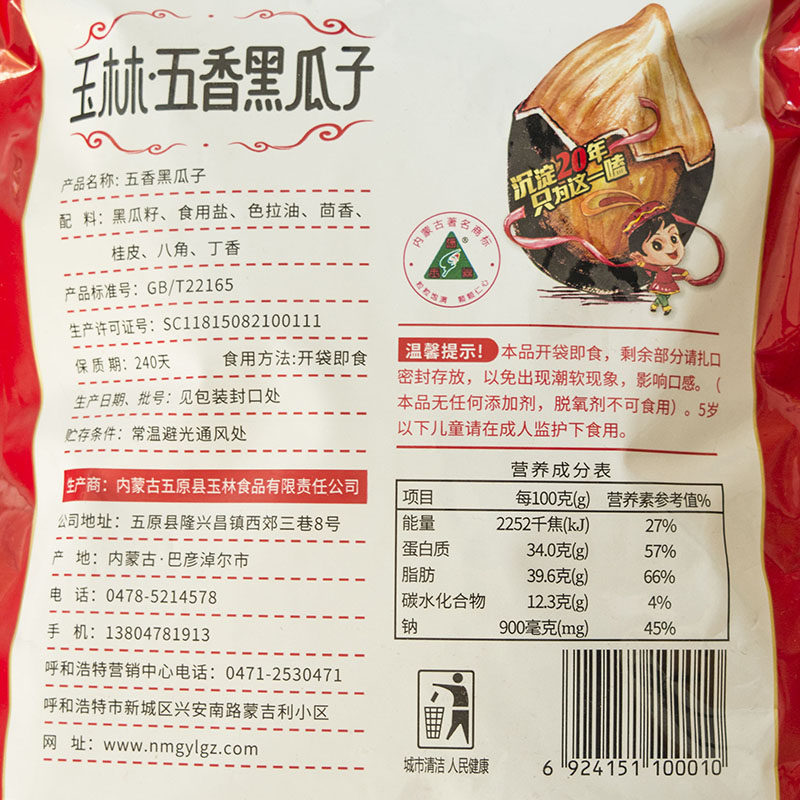 玉林·五香黑瓜子
产品名称: 五香黑瓜子
配 料: 黑瓜籽、食用盐、色拉油、茴香、
桂皮、八角、丁香
产品标准号: GB/T22165
生产许可证号: SC11815082100111
保 质 期: 240天 食用方法:开袋即食
生产日期、批号: 见包装封口处
贮存条件: 常温避光通风处
生产商: 内蒙古五原县玉林食品有限责任公司
公司地址: 五原县隆兴昌镇西郊三巷8号
产 地: 内蒙古·巴彦淖尔市
电 话: 0478-5214578
手 机: 13804781913
呼和浩特营销中心电话: 0471-2530471
呼和浩特市新城区兴安南路蒙吉利小区
网 址: www.nmgylgz.com
沉淀20年
只为这一嗑
内蒙古著名商标
®
粒粒饱满 颗颗仁心
温馨提示! 本品开袋即食，剩余部分请扎口
密封存放，以免出现潮软现象，影响口感。(
本品无任何添加剂，脱氧剂不可食用)。5岁
以下儿童请在成人监护下食用。
营养成分表
项目 每100克(g) 营养素参考值%
能量 2252千焦(kJ) 27%
蛋白质 34.0克(g) 57%
脂肪 39.6克(g) 66%
碳水化合物 12.3克(g) 4%
钠 900毫克(mg) 45%
城市清洁 人民健康
6 924151 100010